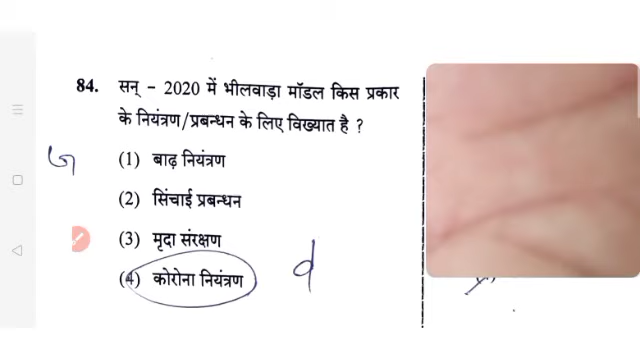 84. सन् - 2020 में भीलवाड़ा मॉडल किस प्रकार
के नियंत्रण/प्रबन्धन के लिए विख्यात है ?
(1) बाढ़ नियंत्रण
(2) सिंचाई प्रबन्धन
(3) मृदा संरक्षण
(4) कोरोना नियंत्रण
d